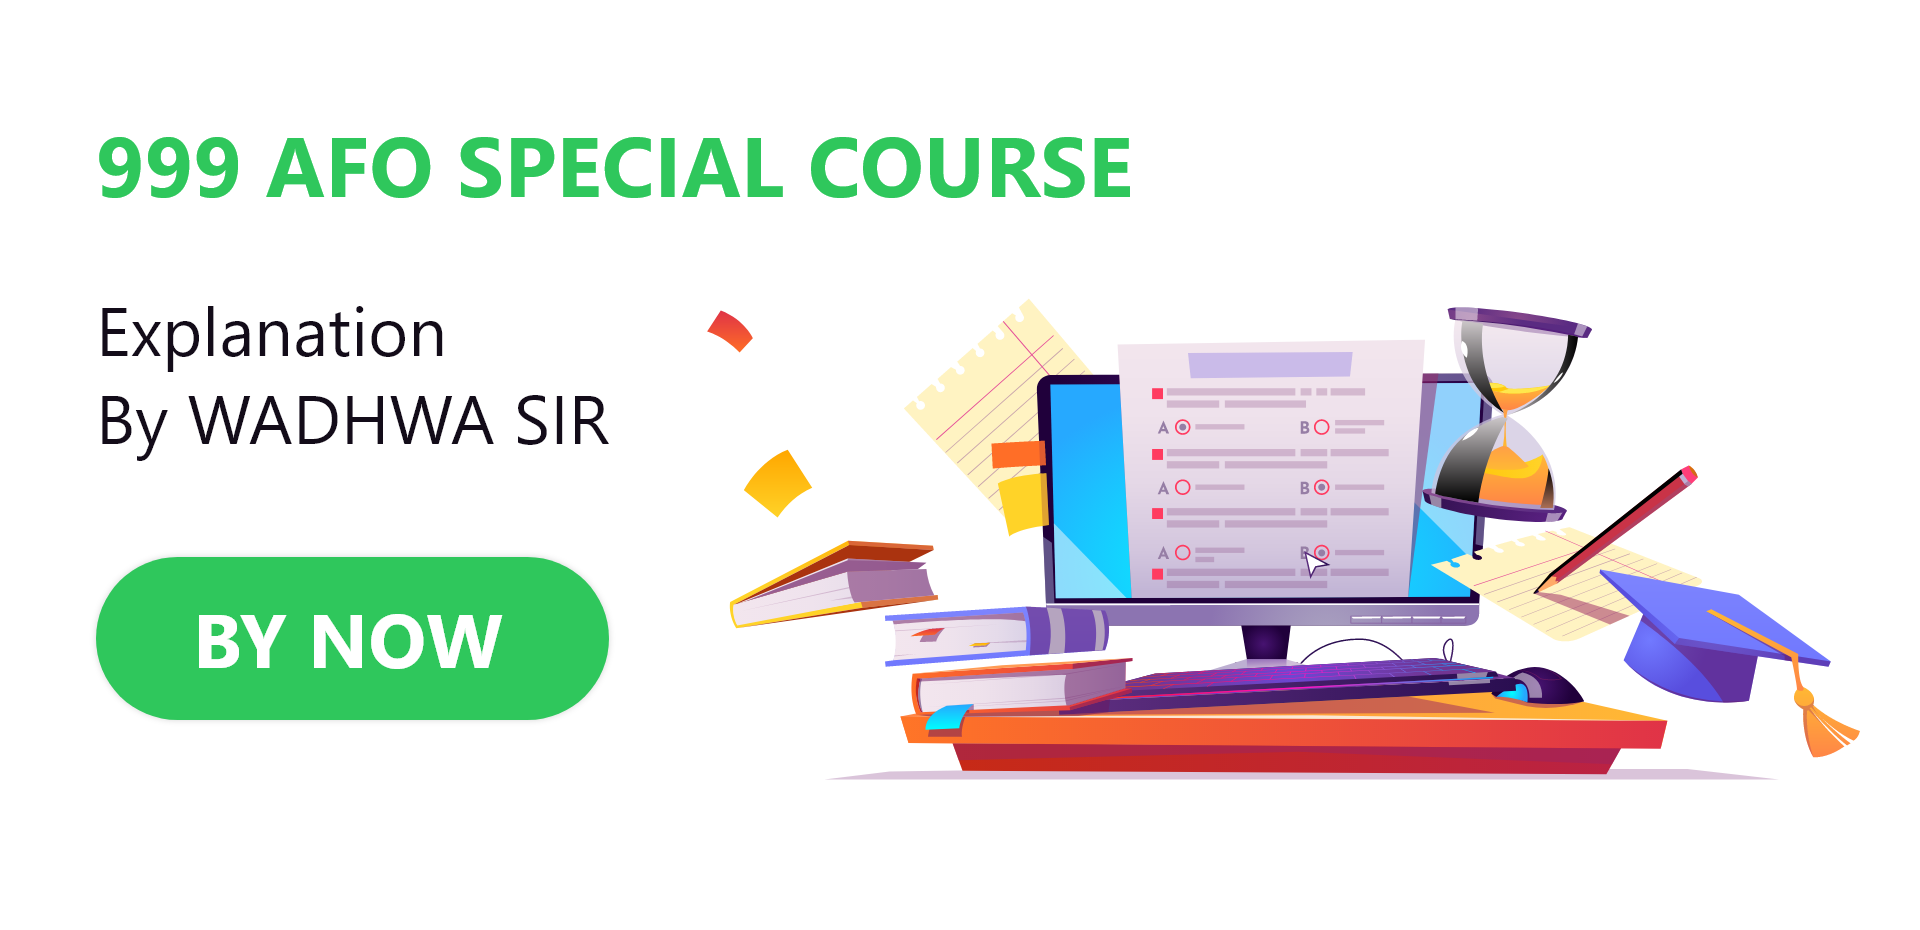 999 AFO SPECIAL COURSE
Explanation
By WADHWA SIR
BY NOW
A B
A B
A B